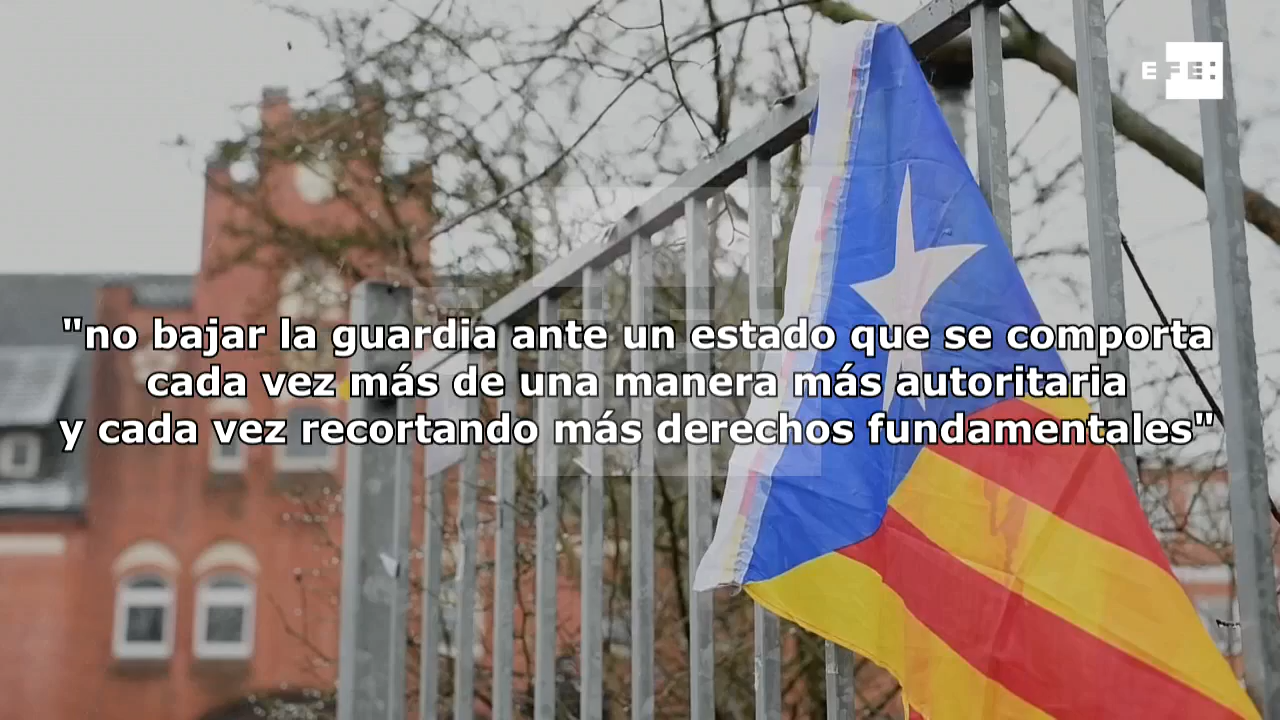 EFE:
"no bajar la guardia ante un estado que se comporta
cada vez más de una manera más autoritaria
y cada vez recortando más derechos fundamentales"